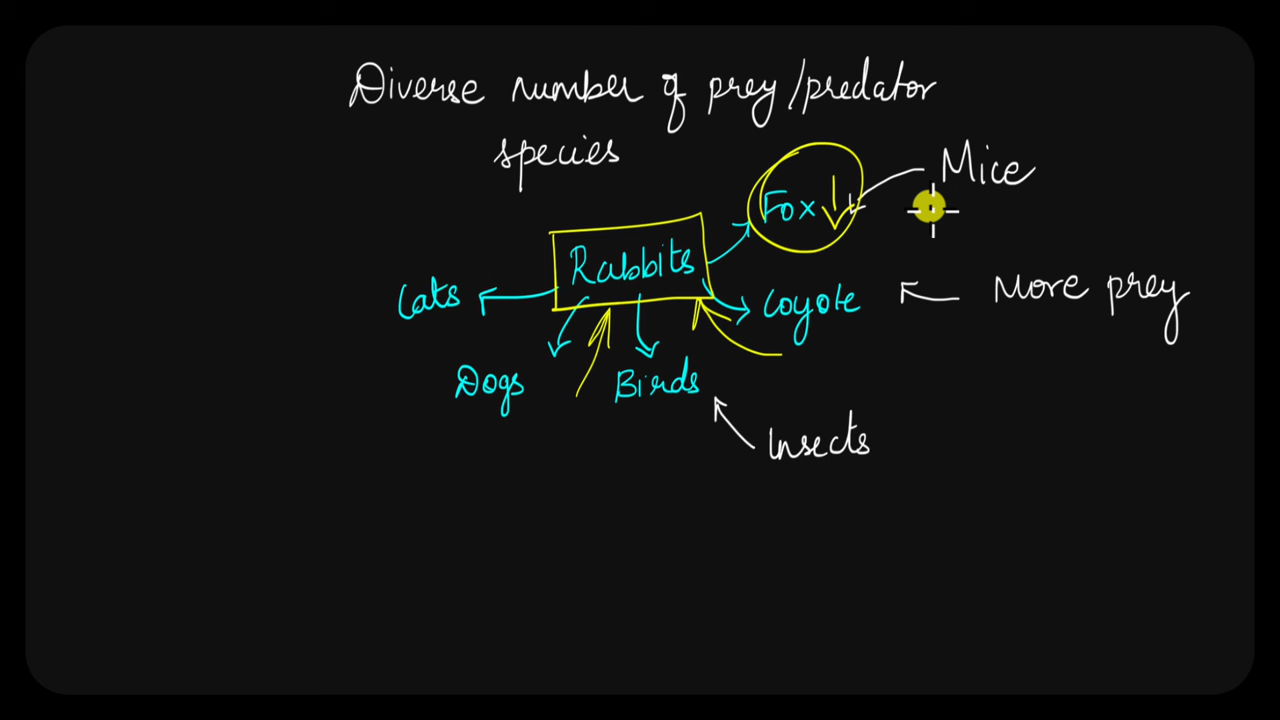 Diverse number of prey/predator
species
Mice
Fox
Rabbits
Cats
Coyote
More prey
Dogs
Birds
Insects